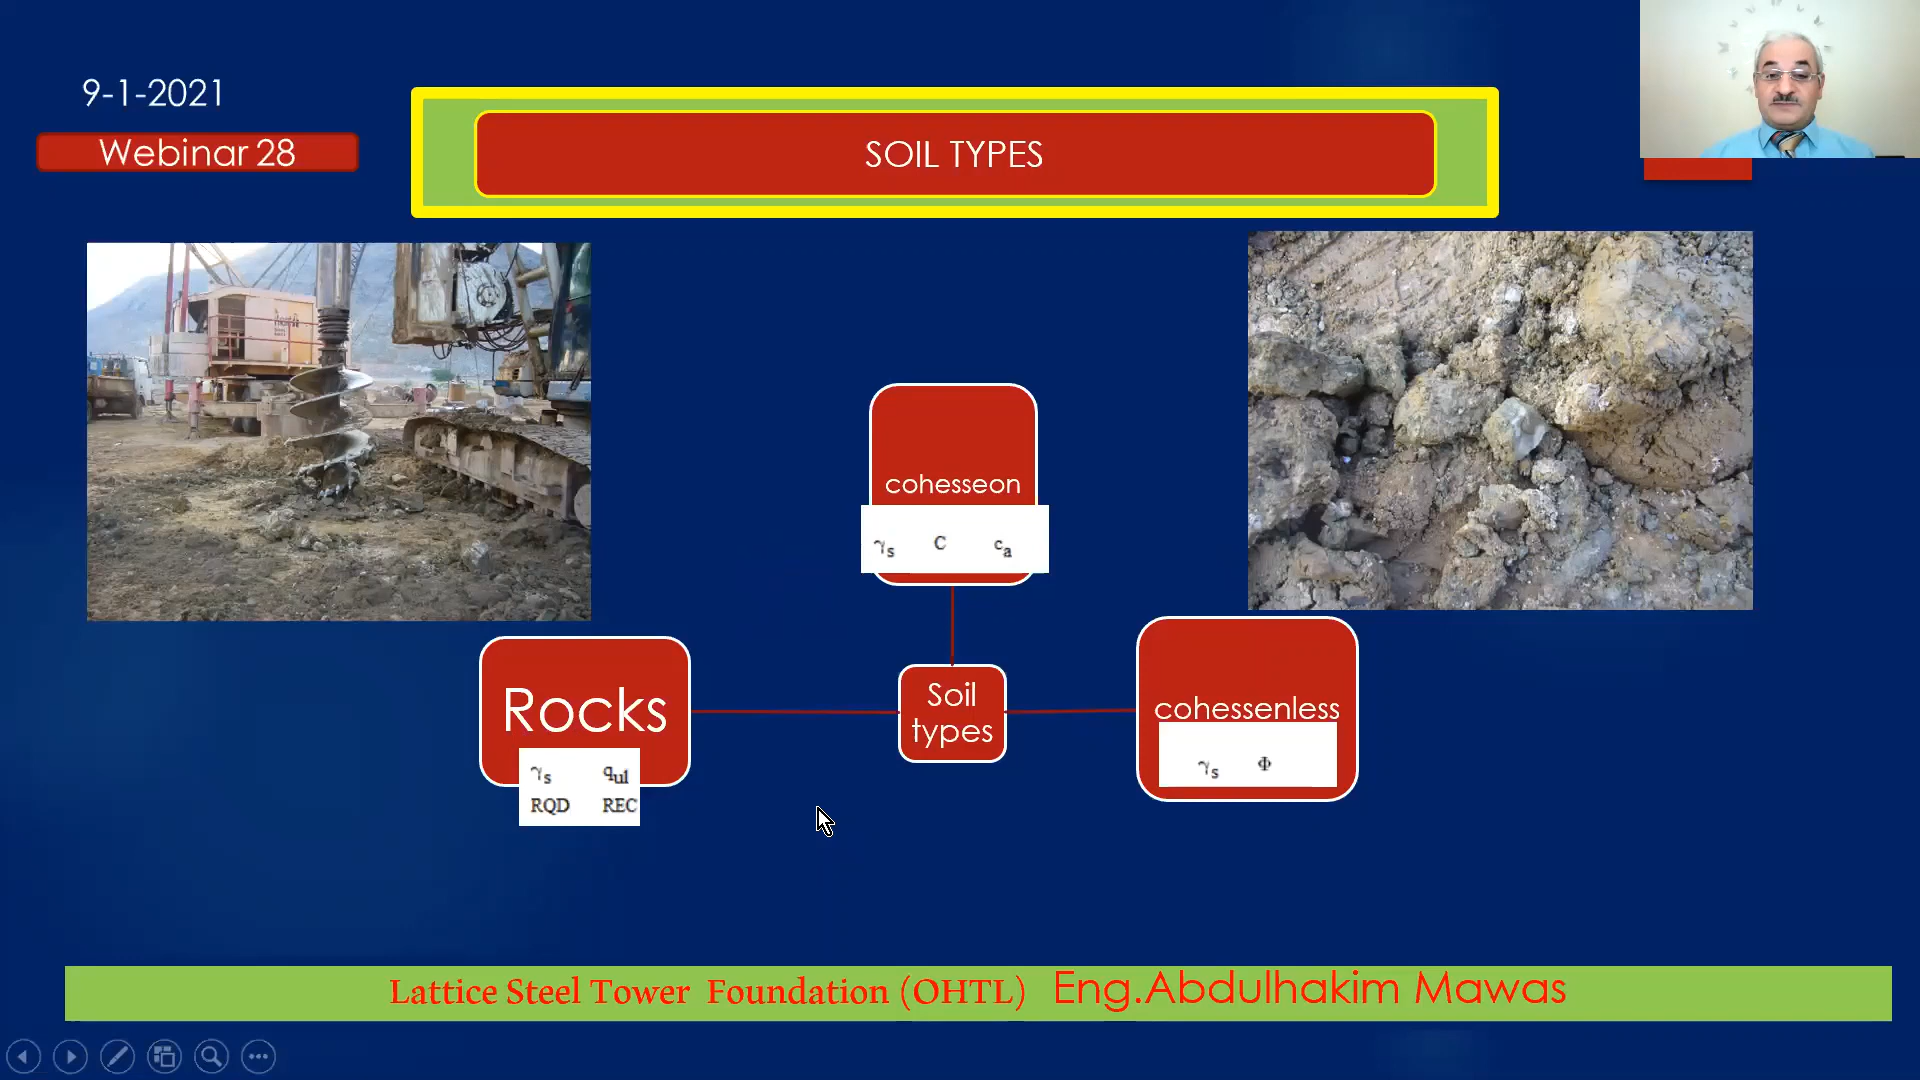 9-1-2021
Webinar 28
SOIL TYPES
cohesseon
γs C ca
Rocks
γs qul
RQD REC
Soil
types
cohessenless
γs Φ
Lattice Steel Tower Foundation (OHTL) Eng.Abdulhakim Mawas